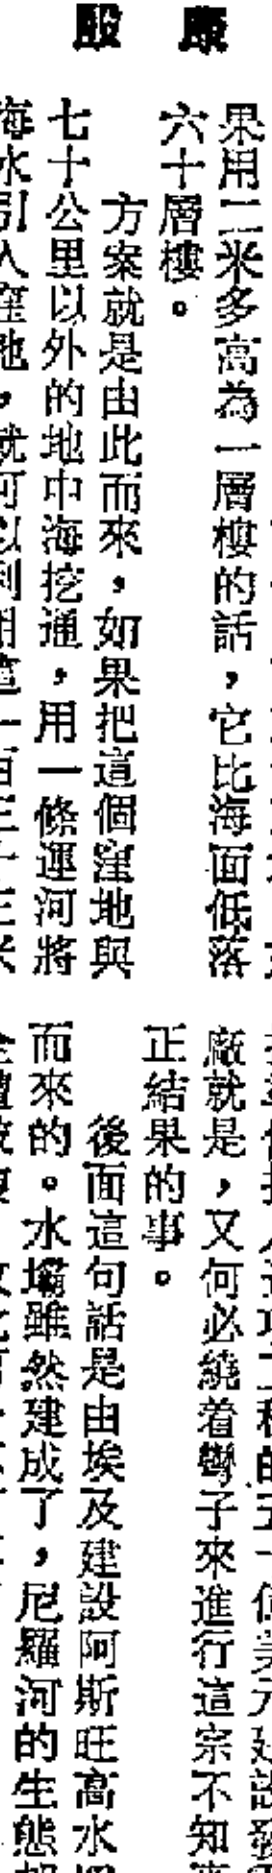 康 殷
果用二米多高為一層樓的話，它比海面低落
六十層樓。
方案就是由此而來，如果把這個窪地與
七十公里以外的地中海挖通，用一條運河將
海水引入窪地，就可以利用這一百三十三米
廠就是，又何必繞着彎子來進行這宗不知
正結果的事。
後面這句話是由埃及建設阿斯旺高水
而來的。水壩雖然建成了，尼羅河的生態